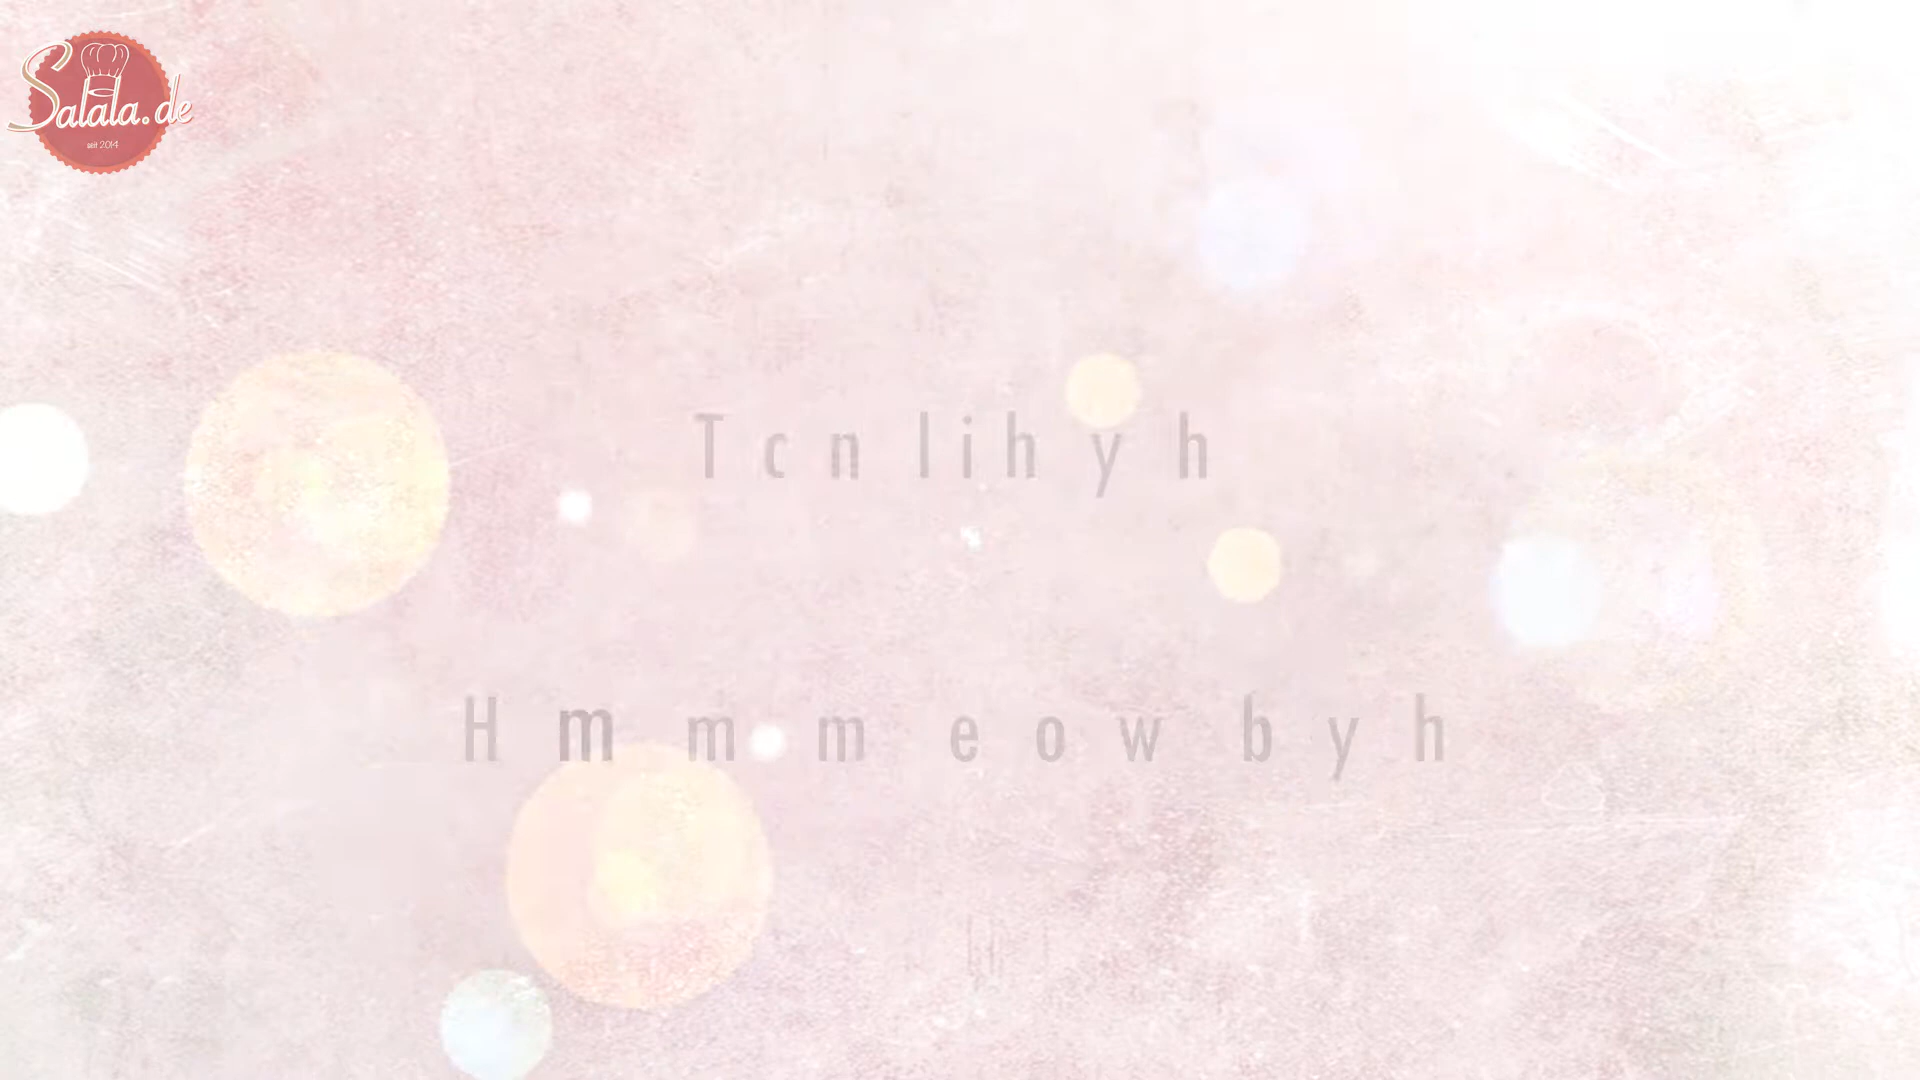 Salala.de
seit 2014
T c n l i h y h
H m m m e o w b y h